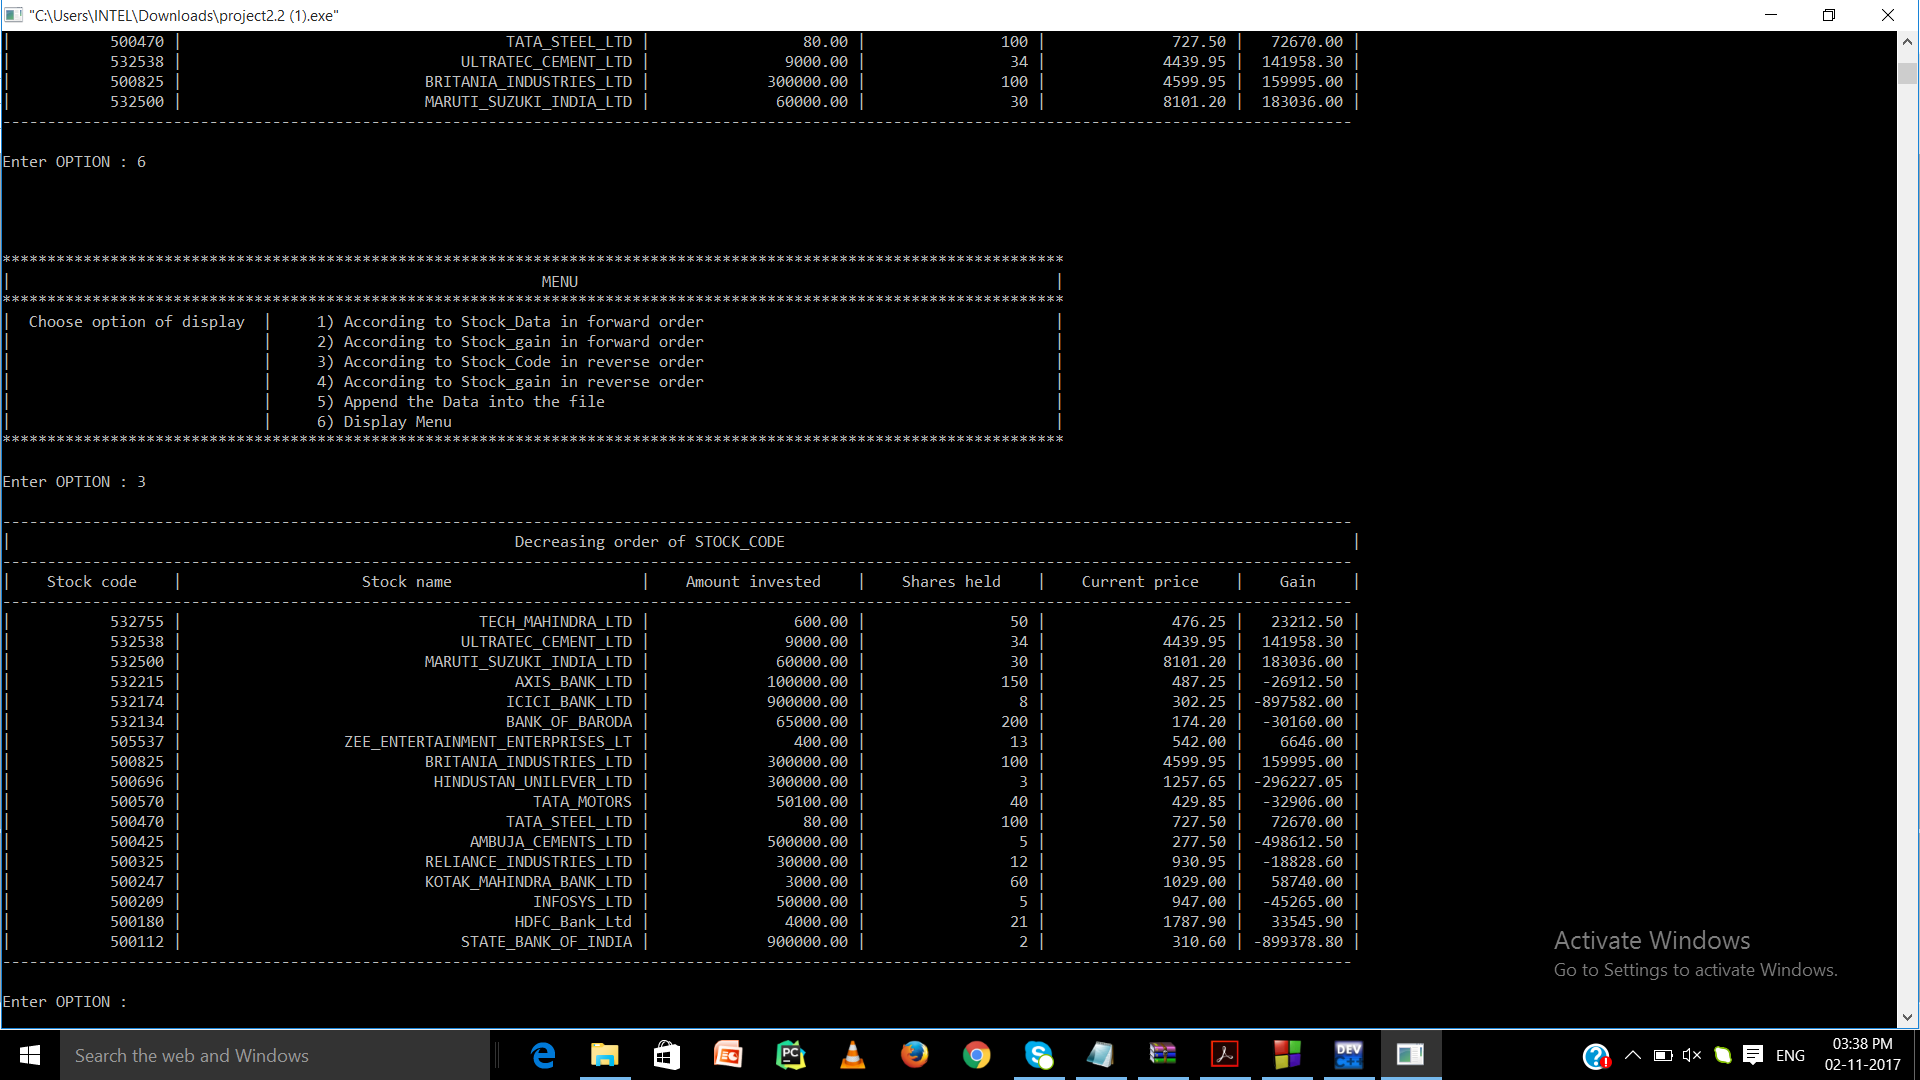 "C:\Users\INTEL\Downloads\project2.2 (1).exe"
| 500470 | TATA_STEEL_LTD | 80.00 | 100 | 727.50 | 72670.00 |
| 532538 | ULTRATEC_CEMENT_LTD | 9000.00 | 34 | 4439.95 | 141958.30 |
| 500825 | BRITANIA_INDUSTRIES_LTD | 300000.00 | 100 | 4599.95 | 159995.00 |
| 532500 | MARUTI_SUZUKI_INDIA_LTD | 60000.00 | 30 | 8101.20 | 183036.00 |
Enter OPTION : 6
| MENU |
| Choose option of display | 1) According to Stock_Data in forward order |
| | 2) According to Stock_gain in forward order |
| | 3) According to Stock_Code in reverse order |
| | 4) According to Stock_gain in reverse order |
| | 5) Append the Data into the file |
| | 6) Display Menu |
Enter OPTION : 3
| Decreasing order of STOCK_CODE |
| Stock code | Stock name | Amount invested | Shares held | Current price | Gain |
| 532755 | TECH_MAHINDRA_LTD | 600.00 | 50 | 476.25 | 23212.50 |
| 532538 | ULTRATEC_CEMENT_LTD | 9000.00 | 34 | 4439.95 | 141958.30 |
| 532500 | MARUTI_SUZUKI_INDIA_LTD | 60000.00 | 30 | 8101.20 | 183036.00 |
| 532215 | AXIS_BANK_LTD | 100000.00 | 150 | 487.25 | -26912.50 |
| 532174 | ICICI_BANK_LTD | 900000.00 | 8 | 302.25 | -897582.00 |
| 532134 | BANK_OF_BARODA | 65000.00 | 200 | 174.20 | -30160.00 |
| 505537 | ZEE_ENTERTAINMENT_ENTERPRISES_LT | 400.00 | 13 | 542.00 | 6646.00 |
| 500825 | BRITANIA_INDUSTRIES_LTD | 300000.00 | 100 | 4599.95 | 159995.00 |
| 500696 | HINDUSTAN_UNILEVER_LTD | 300000.00 | 3 | 1257.65 | -296227.05 |
| 500570 | TATA_MOTORS | 50100.00 | 40 | 429.85 | -32906.00 |
| 500470 | TATA_STEEL_LTD | 80.00 | 100 | 727.50 | 72670.00 |
| 500425 | AMBUJA_CEMENTS_LTD | 500000.00 | 5 | 277.50 | -498612.50 |
| 500325 | RELIANCE_INDUSTRIES_LTD | 30000.00 | 12 | 930.95 | -18828.60 |
| 500247 | KOTAK_MAHINDRA_BANK_LTD | 3000.00 | 60 | 1029.00 | 58740.00 |
| 500209 | INFOSYS_LTD | 50000.00 | 5 | 947.00 | -45265.00 |
| 500180 | HDFC_Bank_Ltd | 4000.00 | 21 | 1787.90 | 33545.90 |
| 500112 | STATE_BANK_OF_INDIA | 900000.00 | 2 | 310.60 | -899378.80 |
Enter OPTION :
Activate Windows
Go to Settings to activate Windows.
Search the web and Windows
PC
DEV
ENG
03:38 PM
02-11-2017